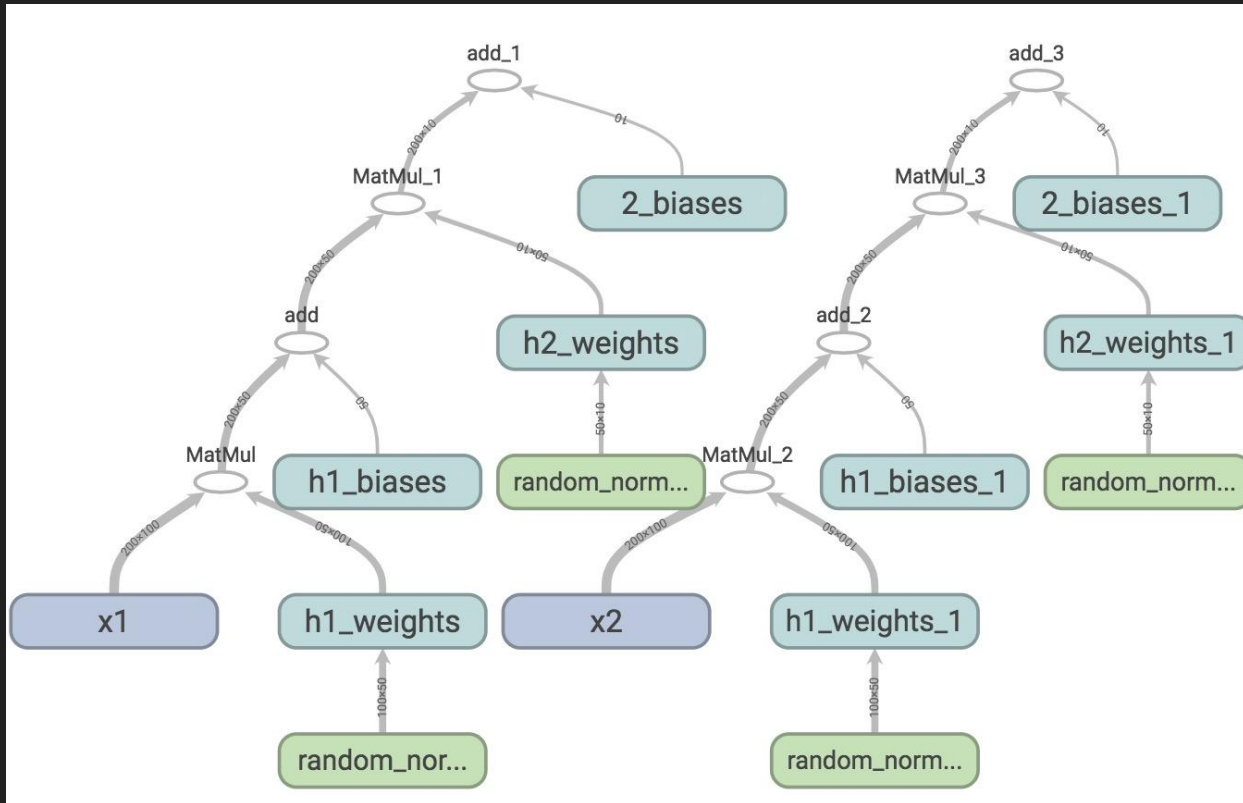 add_1
add_3
200×10
10
200×10
10
MatMul_1
2_biases
MatMul_3
2_biases_1
200×50
50×10
200×50
50×10
add
h2_weights
add_2
h2_weights_1
200×50
50
50×10
200×50
50
50×10
MatMul
h1_biases
random_norm...
MatMul_2
h1_biases_1
random_norm...
200×100
100×50
200×100
100×50
x1
h1_weights
x2
h1_weights_1
100×50
100×50
random_nor...
random_norm...